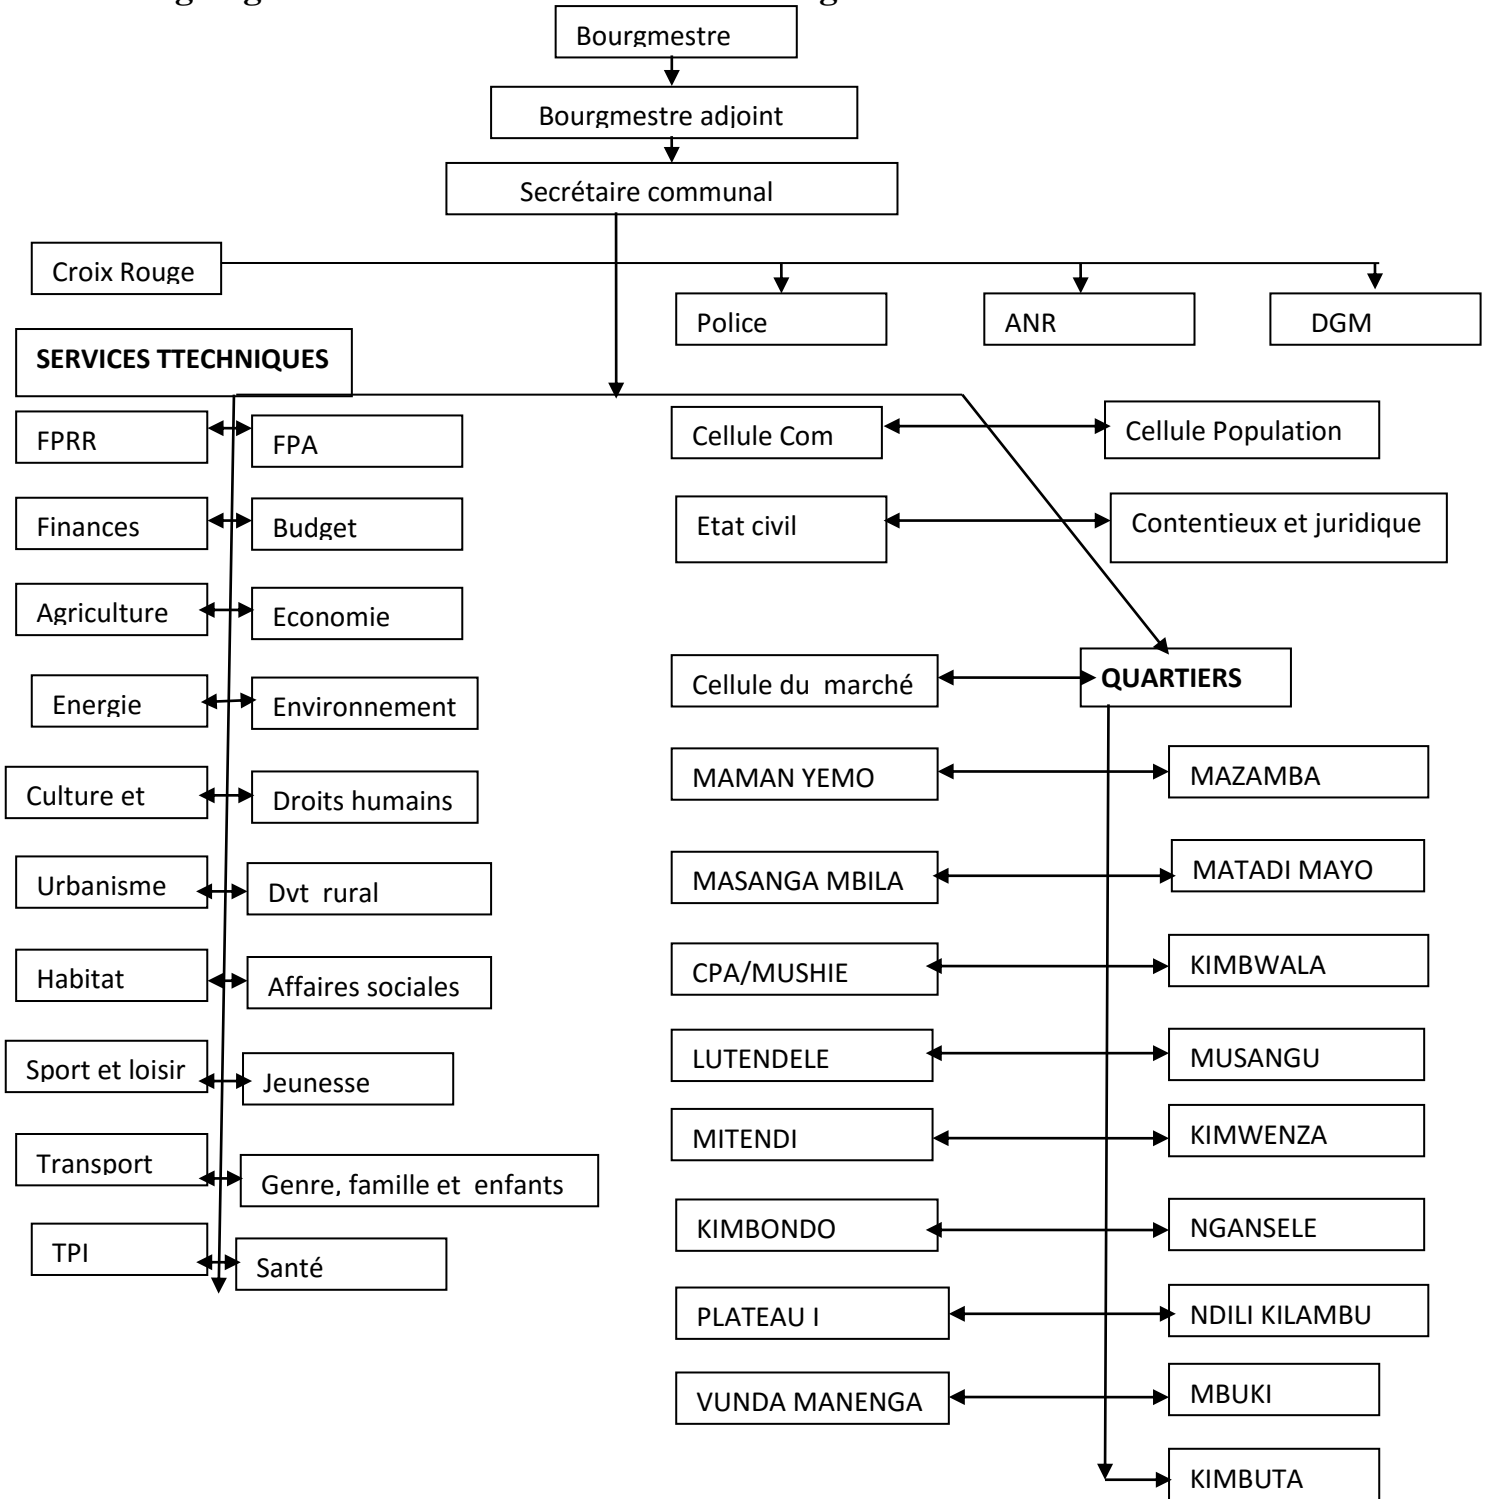 Bourgmestre
Bourgmestre adjoint
Secrétaire communal
Croix Rouge
Police
ANR
DGM
SERVICES TTECHNIQUES
FPRR
FPA
Cellule Com
Cellule Population
Finances
Budget
Etat civil
Contentieux et juridique
Agriculture
Economie
Energie
Environnement
Cellule du marché
QUARTIERS
Culture et
Droits humains
MAMAN YEMO
MAZAMBA
Urbanisme
Dvt rural
MASANGA MBILA
MATADI MAYO
Habitat
Affaires sociales
CPA/MUSHIE
KIMBWALA
Sport et loisir
Jeunesse
LUTENDELE
MUSANGU
Transport
Genre, famille et enfants
MITENDI
KIMWENZA
TPI
Santé
KIMBONDO
NGANSELE
PLATEAU I
NDILI KILAMBU
VUNDA MANENGA
MBUKI
KIMBUTA